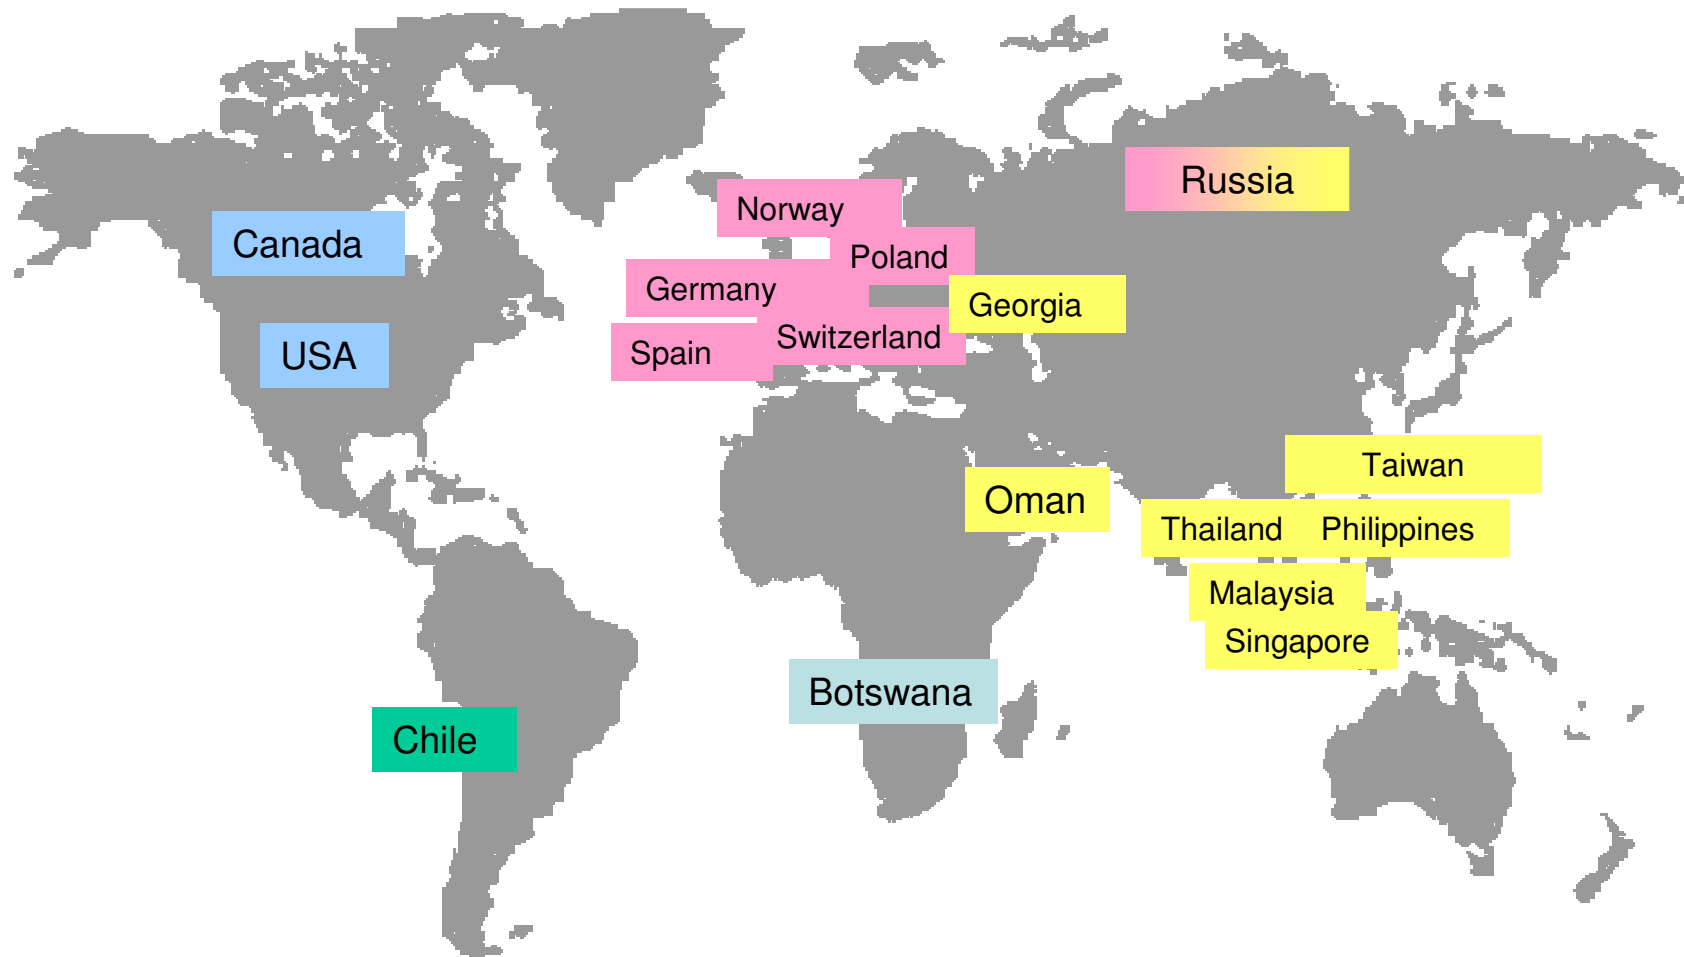 Russia
Norway
Canada
Poland
Germany
Georgia
Switzerland
Spain
USA
Taiwan
Oman
Thailand
Philippines
Malaysia
Singapore
Botswana
Chile